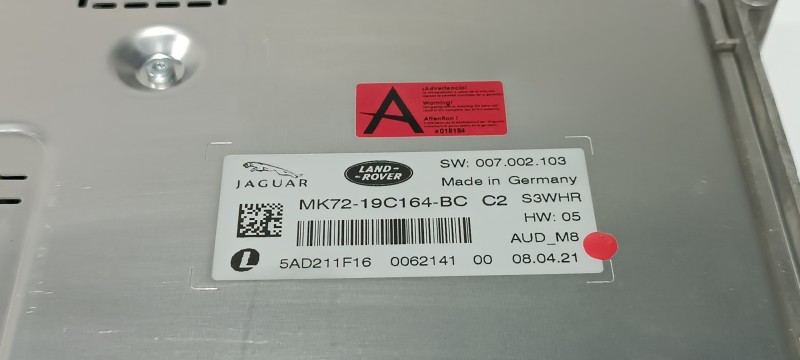 ¡Advertencia!
Warning!
Attention !
A
a 018184
SW: 007.002.103
JAGUAR
LAND-
-ROVER
Made in Germany
MK72-19C164-BC C2 S3WHR
HW: 05
AUD_M8
L 5AD211F16 0062141 00 08.04.21